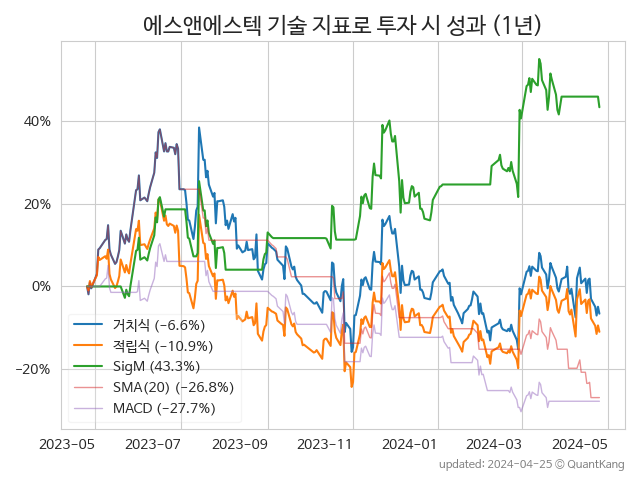 에스앤에스텍 기술 지표로 투자 시 성과 (1년)
40%
20%
0%
−20%
거치식 (−6.6%)
적립식 (−10.9%)
SigM (43.3%)
SMA(20) (−26.8%)
MACD (−27.7%)
2023−05 2023−07 2023−09 2023−11 2024−01 2024−03 2024−05
updated: 2024−04−25 © QuantKang